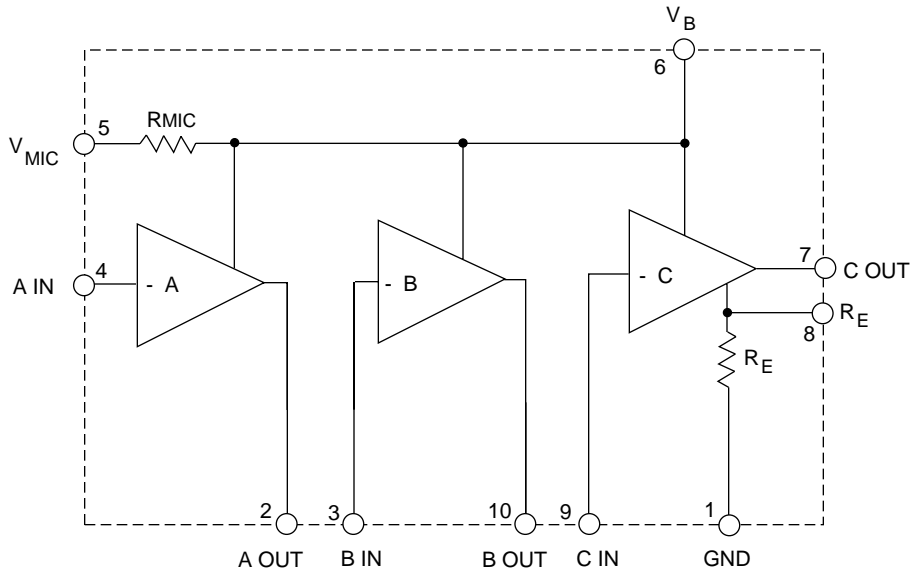 V B
6
5
RMIC
V MIC
4
A IN
- A
- B
- C
7
C OUT
8
R E
R E
2
3
10
9
1
A OUT
B IN
B OUT
C IN
GND